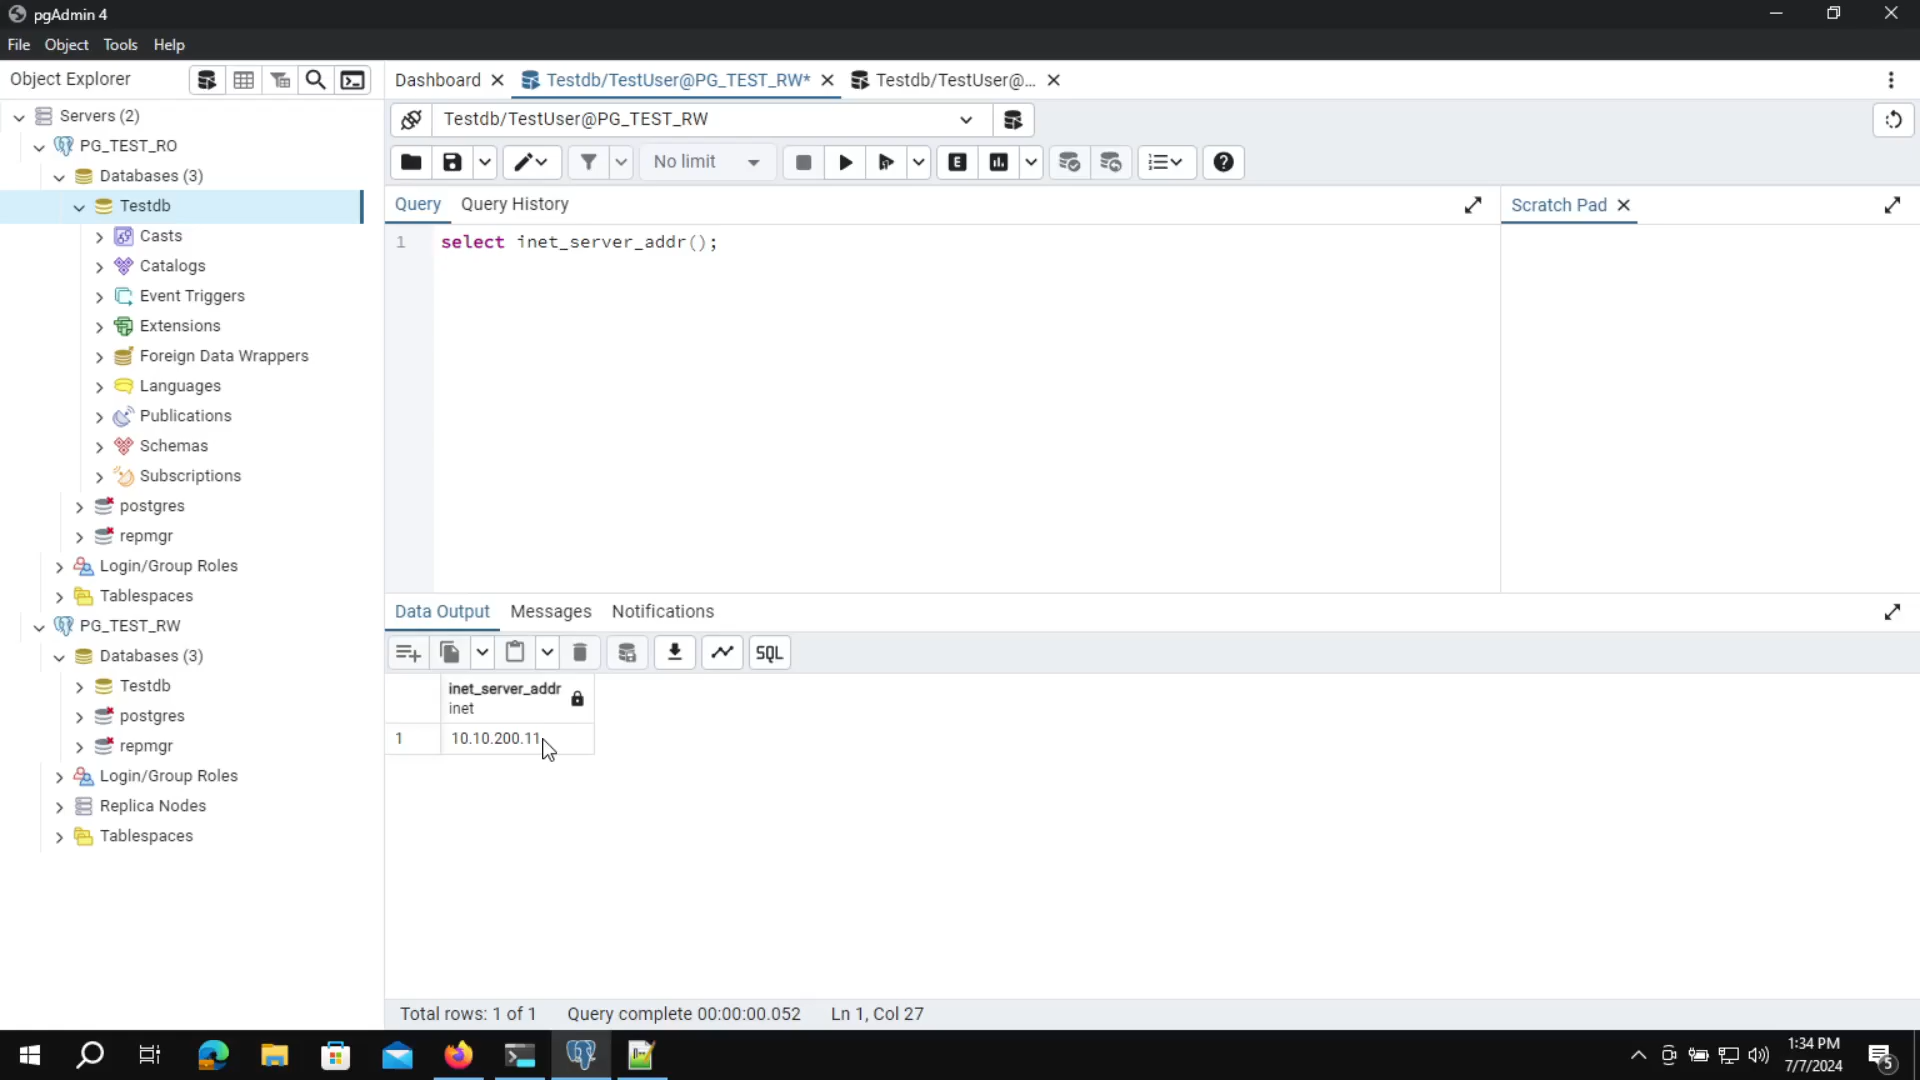 pgAdmin 4
File Object Tools Help
Object Explorer
Dashboard Testdb/TestUser@PG_TEST_RW* Testdb/TestUser@...
Servers (2)
PG_TEST_RO
Databases (3)
Testdb
Casts
Catalogs
Event Triggers
Extensions
Foreign Data Wrappers
Languages
Publications
Schemas
Subscriptions
postgres
repmgr
Login/Group Roles
Tablespaces
PG_TEST_RW
Databases (3)
Testdb
postgres
repmgr
Login/Group Roles
Replica Nodes
Tablespaces
Testdb/TestUser@PG_TEST_RW
No limit
E
Query Query History
Scratch Pad
1 select inet_server_addr();
Data Output Messages Notifications
SQL
inet_server_addr
inet
1 10.10.200.11
Total rows: 1 of 1 Query complete 00:00:00.052 Ln 1, Col 27
1:34 PM
7/7/2024
5